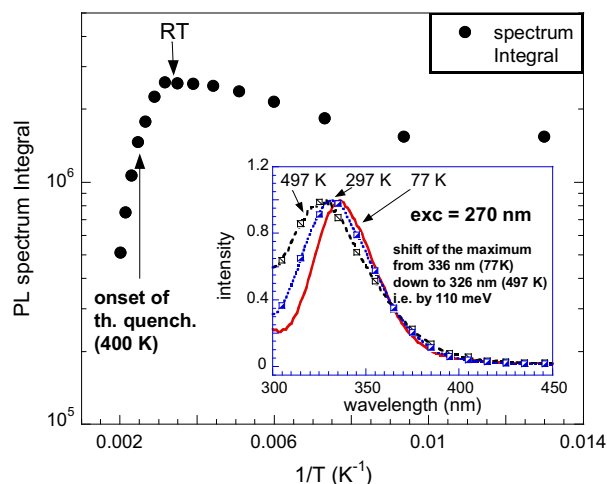 RT
spectrum
Integral
PL spectrum Integral
10^6
10^5
onset of
th. quench.
(400 K)
0.002
0.006
0.01
0.014
1/T (K^-1)
497 K
297 K
77 K
exc = 270 nm
shift of the maximum
from 336 nm (77K)
down to 326 nm (497 K)
i.e. by 110 meV
intensity
1.2
0.8
0.4
0
300
350
400
450
wavelength (nm)